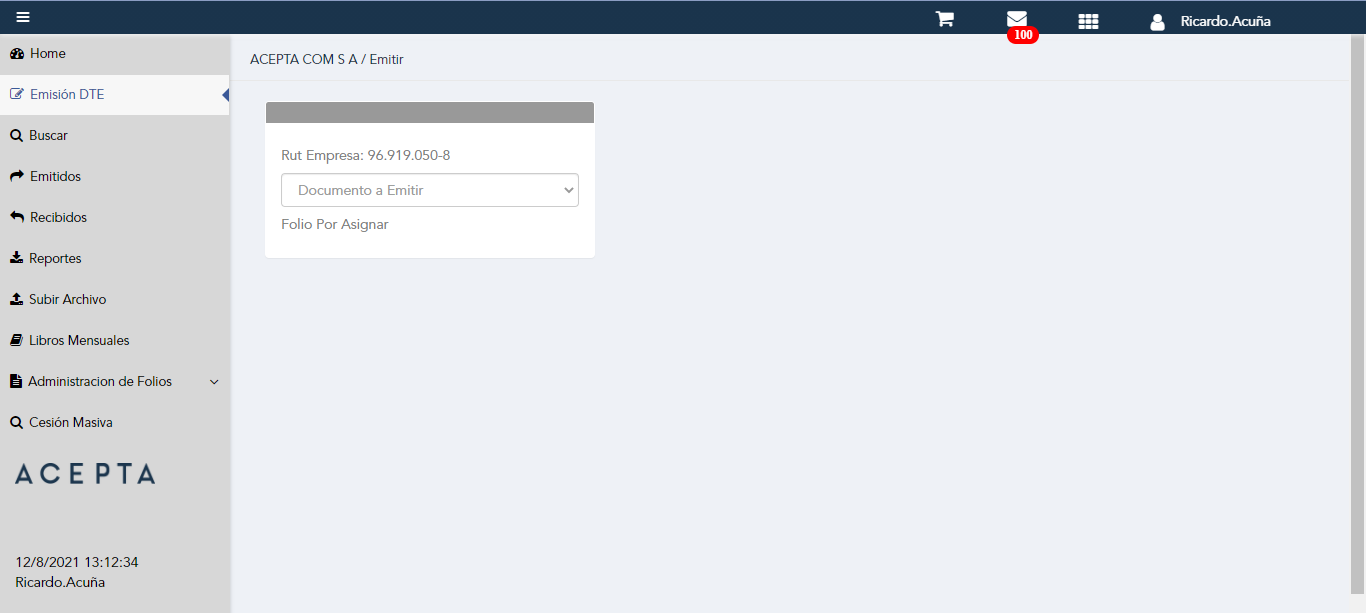 100
Ricardo.Acuña
Home
Emisión DTE
Buscar
Emitidos
Recibidos
Reportes
Subir Archivo
Libros Mensuales
Administracion de Folios
Cesión Masiva
ACEPTA
12/8/2021 13:12:34
Ricardo.Acuña
ACEPTA COM S A / Emitir
Rut Empresa: 96.919.050-8
Documento a Emitir
Folio Por Asignar